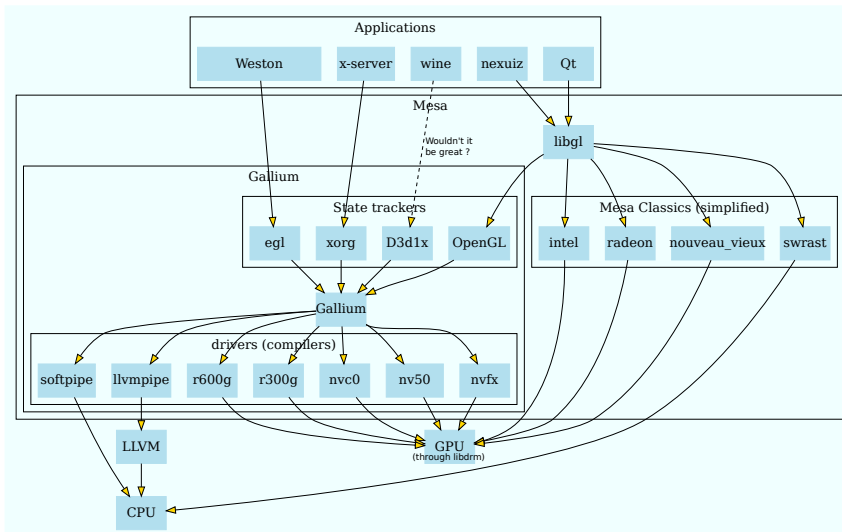 Applications
Weston
x-server
wine
nexuiz
Qt
Mesa
Wouldn't it
be great ?
libgl
Gallium
State trackers
Mesa Classics (simplified)
egl
xorg
D3d1x
OpenGL
intel
radeon
nouveau_vieux
swrast
Gallium
drivers (compilers)
softpipe
llvmpipe
r600g
r300g
nvc0
nv50
nvfx
LLVM
GPU
(through libdrm)
CPU